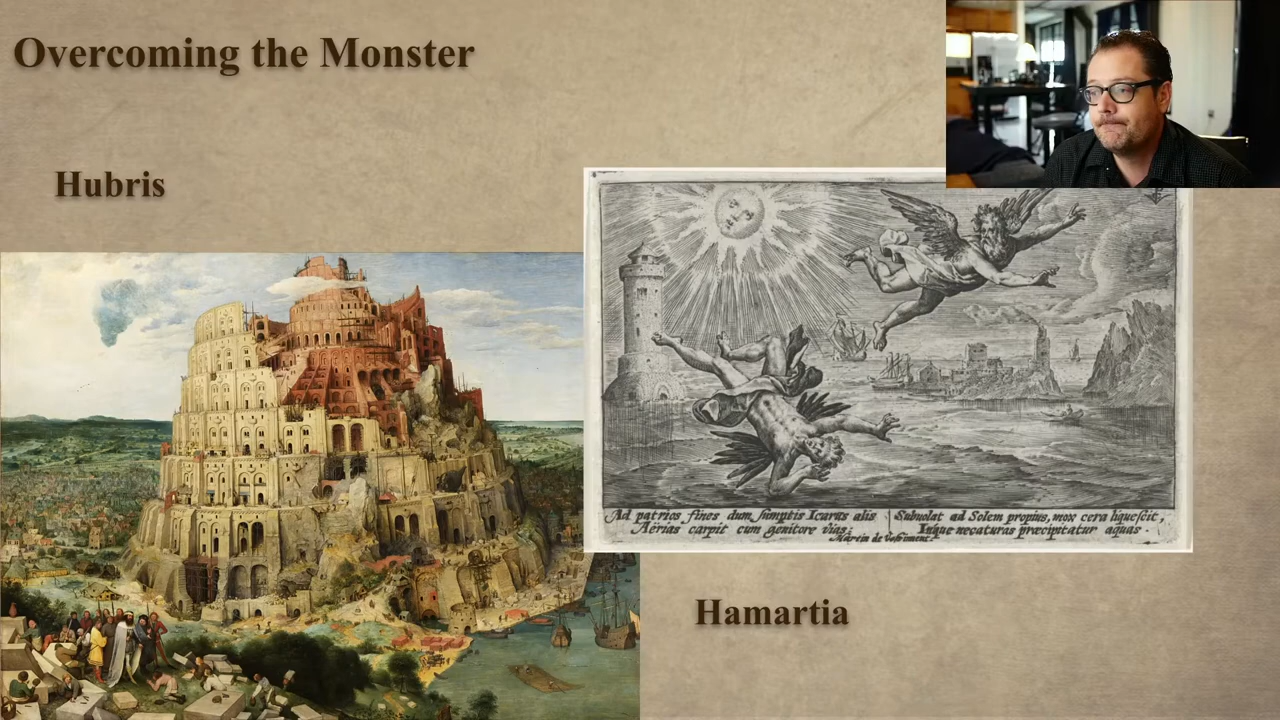 Overcoming the Monster
Hubris
Ad patrios fines dum sumptis Icarus alis
Aërias carpit cum genitore vias:
Subuolat ad Solem propius, mox cera liquescit,
Inque necaturas præcipitatur aquas.
Hamartia